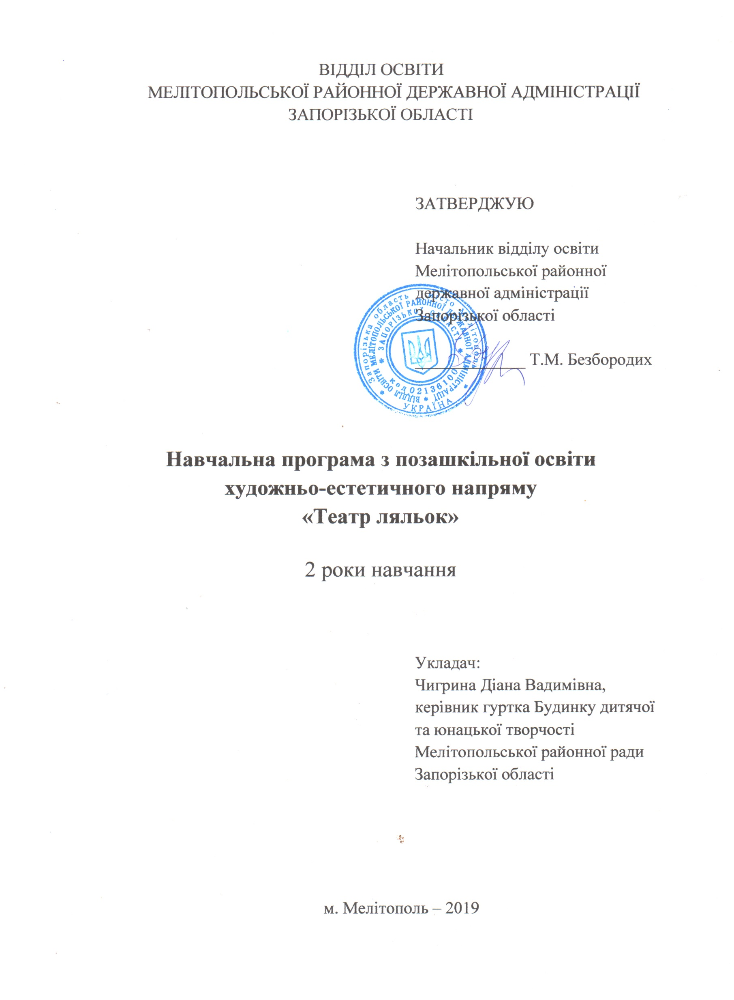 ВІДДІЛ ОСВІТИ
МЕЛІТОПОЛЬСЬКОЇ РАЙОННОЇ ДЕРЖАВНОЇ АДМІНІСТРАЦІЇ
ЗАПОРІЗЬКОЇ ОБЛАСТІ
ЗАТВЕРДЖУЮ
Начальник відділу освіти
Мелітопольської районної
державної адміністрації
Запорізької області
Т.М. Безбородих
Запорізька область місто Мелітополь
ВІДДІЛ ОСВІТИ МЕЛІТОПОЛЬСЬКОЇ РАЙОННОЇ ДЕРЖАВНОЇ АДМІНІСТРАЦІЇ
ЗАПОРІЗЬКОЇ ОБЛАСТІ
код 02136100
УКРАЇНА
Навчальна програма з позашкільної освіти
художньо-естетичного напряму
«Театр ляльок»
2 роки навчання
Укладач:
Чигрина Діана Вадимівна,
керівник гуртка Будинку дитячої
та юнацької творчості
Мелітопольської районної ради
Запорізької області
м. Мелітополь – 2019